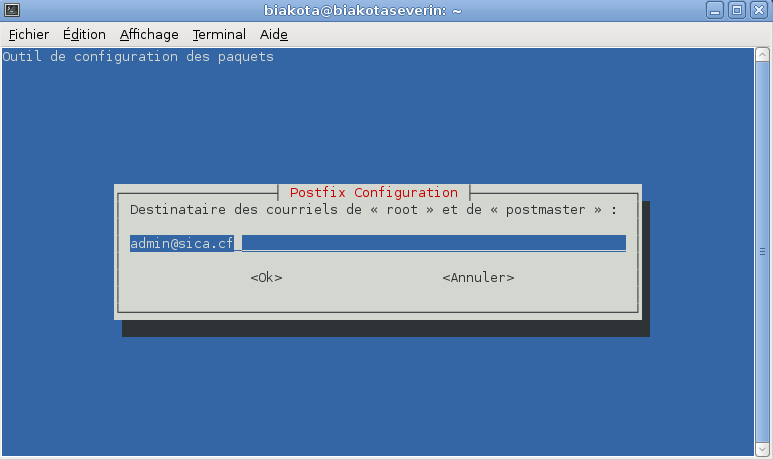 biakota@biakotaseverin: ~
Fichier Édition Affichage Terminal Aide
Outil de configuration des paquets
Postfix Configuration
Destinataire des courriels de « root » et de « postmaster » :
admin@sica.cf
<Ok> <Annuler>